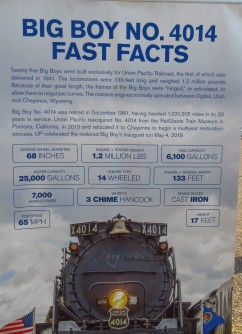 BIG BOY NO. 4014
FAST FACTS
Twenty-five Big Boys were built exclusively for Union Pacific Railroad, the first of which was
delivered in 1941. The locomotives were 133-feet long and weighed 1.2 million pounds.
Because of their great length, the frames of the Big Boys were "hinged," or articulated, to
allow them to negotiate curves. The massive engines normally operated between Ogden, Utah,
and Cheyenne, Wyoming.
Big Boy No. 4014 was retired in December 1961, having traveled 1,031,205 miles in its 20
years in service. Union Pacific reacquired No. 4014 from the RailGiants Train Museum in
Pomona, California, in 2013 and relocated it to Cheyenne to begin a multiyear restoration
process. UP celebrated the restored Big Boy's inaugural run May 4, 2019.
DRIVING WHEEL DIAMETER
68 INCHES
ENGINE + TENDER WEIGHT
1.2 MILLION LBS
FUEL CAPACITY
6,100 GALLONS
WATER CAPACITY
25,000 GALLONS
TENDER TYPE
14-WHEELED
ENGINE + TENDER LENGTH
133 FEET
7,000
HORSEPOWER
WHISTLE
3 CHIME HANCOCK
BRAKE SHOES
CAST IRON
TOP SPEED
65 MPH
HEIGHT
17 FEET
X4014
X4014
4014